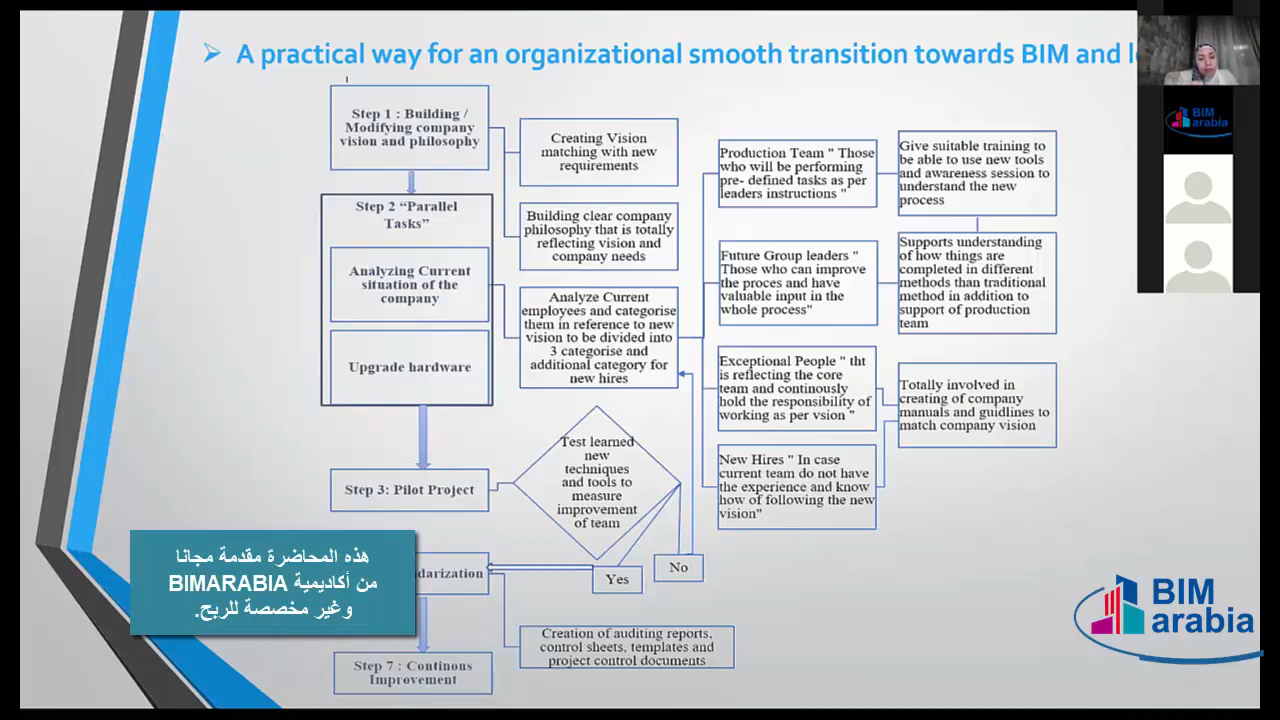 A practical way for an organizational smooth transition towards BIM and
Step 1 : Building /
Modifying company
vision and philosophy
Creating Vision
matching with new
requirements
Building clear company
philosophy that is totally
reflecting vision and
company needs
Step 2 “Parallel
Tasks”
Analyzing Current
situation of the
company
Upgrade hardware
Analyze Current
employees and categorise
them in reference to new
vision to be divided into
3 categorise and
additional category for
new hires
Production Team " Those
who will be performing
pre- defined tasks as per
leaders instructions "
Give suitable training to
be able to use new tools
and awareness session to
understand the new
process
Future Group leaders "
Those who can improve
the proces and have
valuable input in the
whole process"
Supports understanding
of how things are
completed in different
methods than traditional
method in addition to
support of production
team
Exceptional People " tht
is reflecting the core
team and continously
hold the responsibility of
working as per vsion "
Totally involved in
creating of company
manuals and guidlines to
match company vision
New Hires " In case
current team do not have
the experience and know
how of following the new
vision"
Step 3: Pilot Project
Test learned
new
techniques
and tools to
measure
improvement
of team
Yes
No
darization
Creation of auditing reports,
control sheets, templates and
project control documents
Step 7 : Continous
Improvement
هذه المحاضرة مقدمة مجانا
من أكاديمية BIMARABIA
وغير مخصصة للربح.
BIM
arabia
BIM
arabia